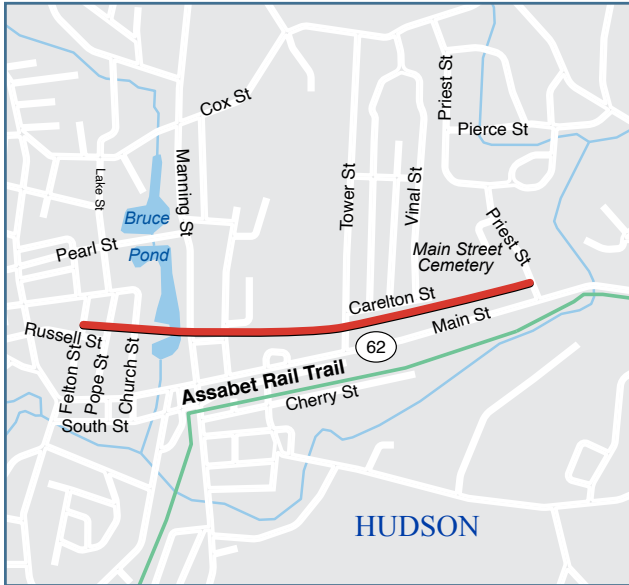 Cox St
Priest St
Pierce St
Lake St
Manning St
Tower St
Vinal St
Bruce
Pond
Pearl St
Priest St
Main Street
Cemetery
Carelton St
Main St
62
Russell St
Felton St
Pope St
Church St
South St
Assabet Rail Trail
Cherry St
HUDSON